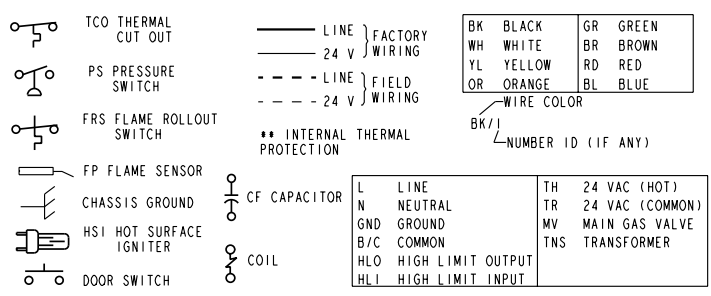 TCO THERMAL
CUT OUT
PS PRESSURE
SWITCH
FRS FLAME ROLLOUT
SWITCH
FP FLAME SENSOR
CHASSIS GROUND
HSI HOT SURFACE
IGNITER
DOOR SWITCH
LINE
24 V
FACTORY
WIRING
LINE
24 V
FIELD
WIRING
** INTERNAL THERMAL
PROTECTION
CF CAPACITOR
COIL
BK BLACK GR GREEN
WH WHITE BR BROWN
YL YELLOW RD RED
OR ORANGE BL BLUE
WIRE COLOR
BK/1
NUMBER ID (IF ANY)
L LINE TH 24 VAC (HOT)
N NEUTRAL TR 24 VAC (COMMON)
GND GROUND MV MAIN GAS VALVE
B/C COMMON TNS TRANSFORMER
HLO HIGH LIMIT OUTPUT
HLI HIGH LIMIT INPUT